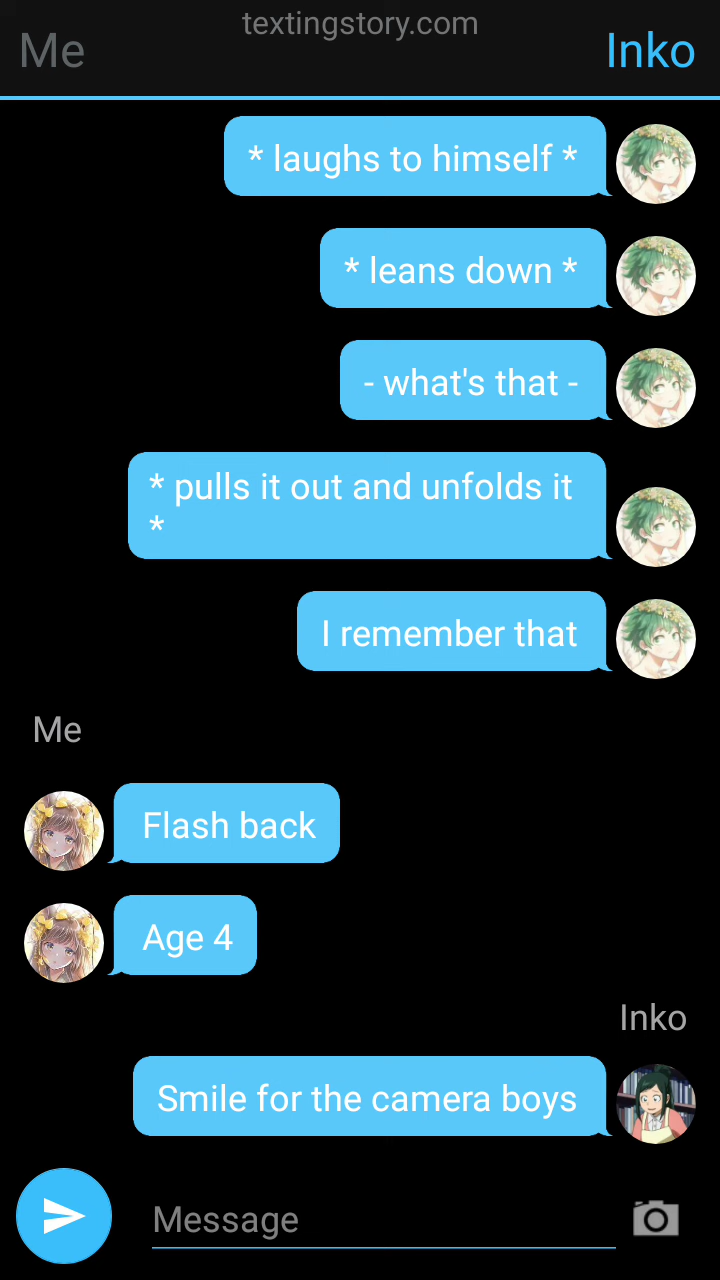 textingstory.com
Me
Inko
* laughs to himself *
* leans down *
- what's that -
* pulls it out and unfolds it
*
I remember that
Me
Flash back
Age 4
Inko
Smile for the camera boys
Message